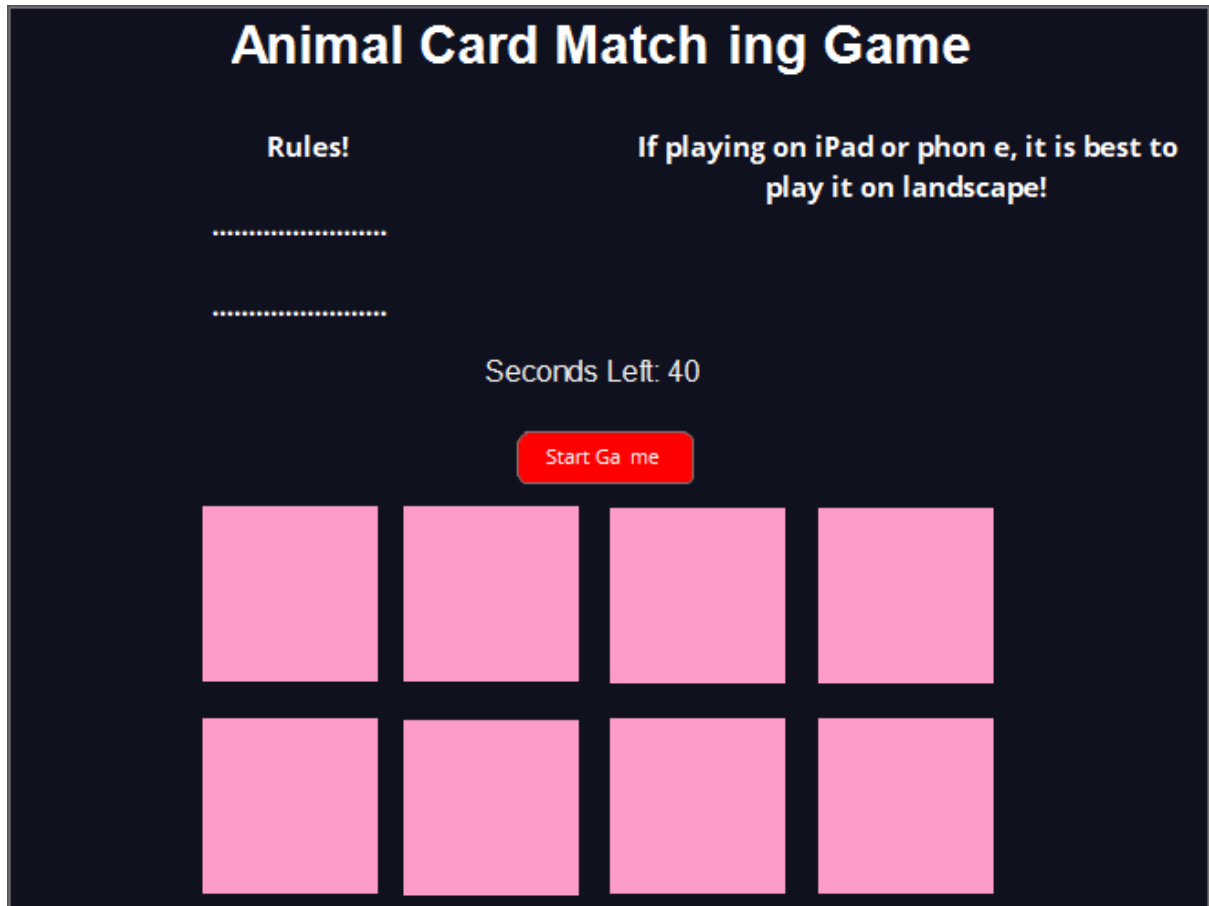 Animal Card Match ing Game
Rules!
If playing on iPad or phon e, it is best to
play it on landscape!
........................
........................
Seconds Left: 40
Start Ga me